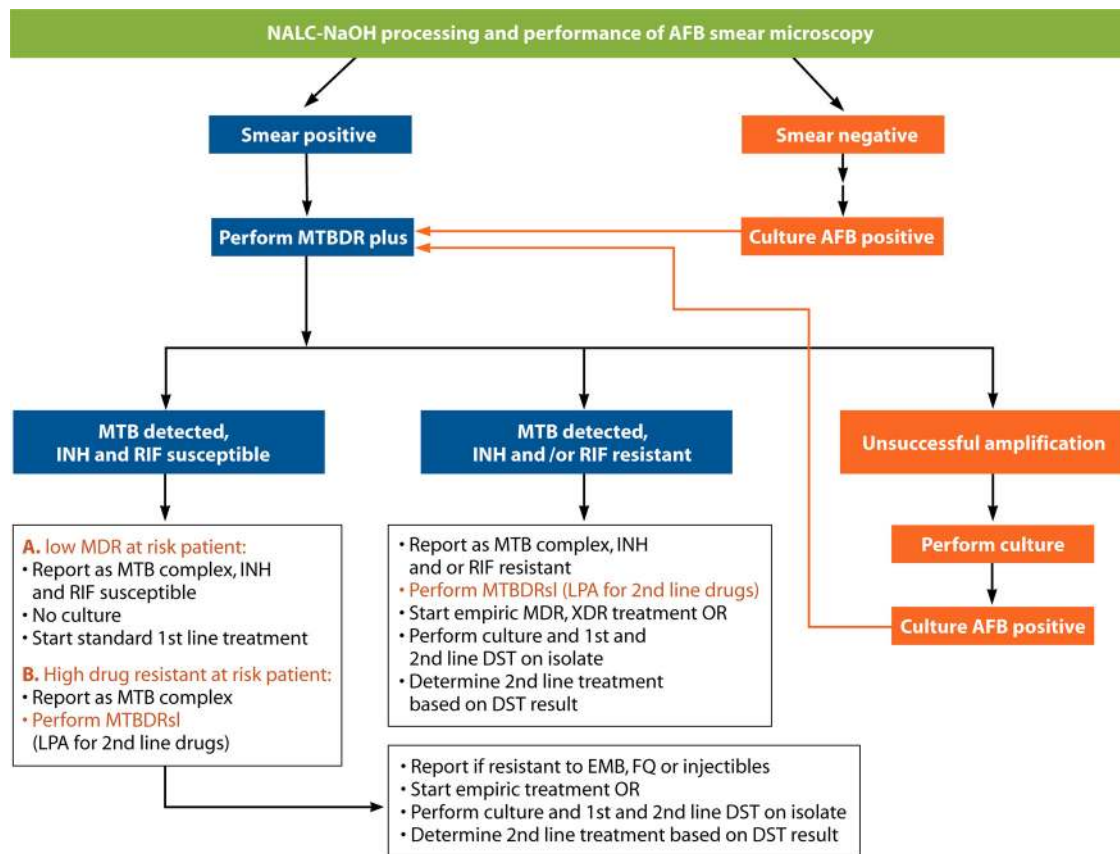 NALC-NaOH processing and performance of AFB smear microscopy
Smear positive
Smear negative
Perform MTBDR plus
Culture AFB positive
MTB detected,
INH and RIF susceptible
MTB detected,
INH and /or RIF resistant
Unsuccessful amplification
A. low MDR at risk patient:
• Report as MTB complex, INH
and RIF susceptible
• No culture
• Start standard 1st line treatment
B. High drug resistant at risk patient:
• Report as MTB complex
• Perform MTBDRsl
(LPA for 2nd line drugs)
• Report as MTB complex, INH
and or RIF resistant
• Perform MTBDRsl (LPA for 2nd line drugs)
• Start empiric MDR, XDR treatment OR
• Perform culture and 1st and
2nd line DST on isolate
• Determine 2nd line treatment
based on DST result
Perform culture
Culture AFB positive
• Report if resistant to EMB, FQ or injectibles
• Start empiric treatment OR
• Perform culture and 1st and 2nd line DST on isolate
• Determine 2nd line treatment based on DST result